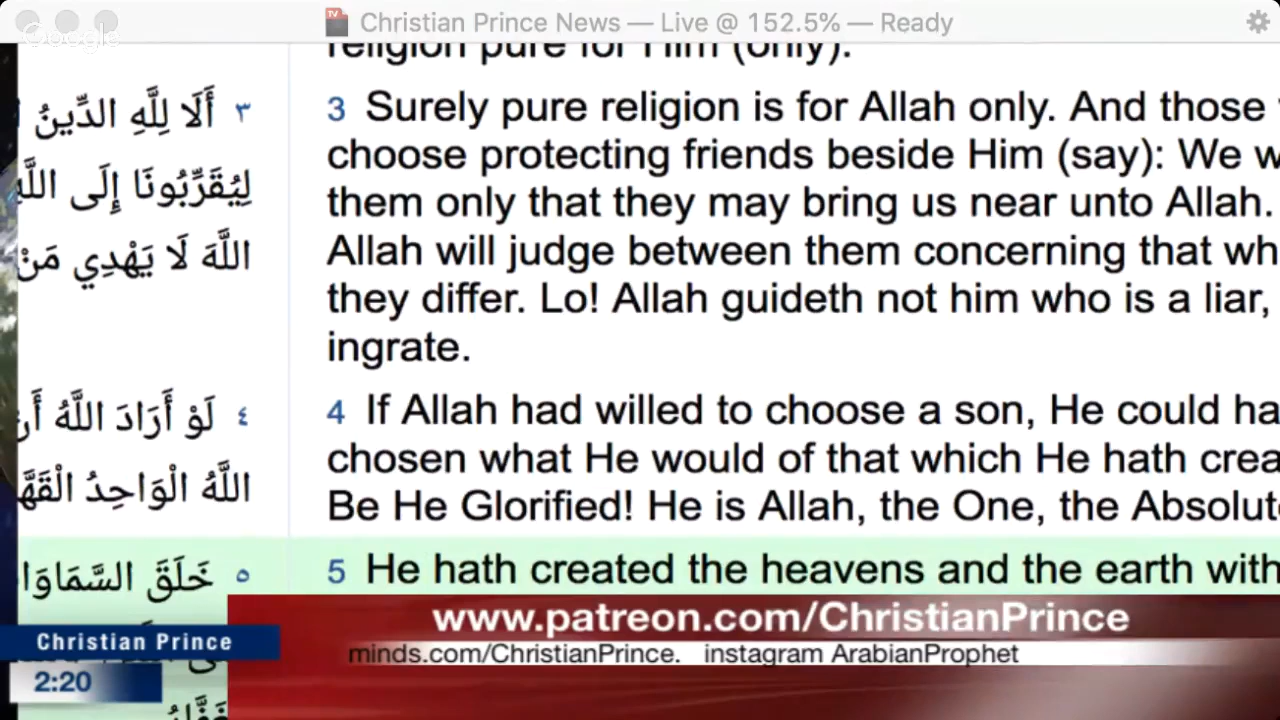 Google
TV
Christian Prince News — Live @ 152.5% — Ready
religion pure for Him (only).
٣ أَلَا لِلَّهِ الدِّينُ
3 Surely pure religion is for Allah only. And those
لِيُقَرِّبُونَا إِلَى اللَّهِ
choose protecting friends beside Him (say): We w
them only that they may bring us near unto Allah.
اللَّهَ لَا يَهْدِي مَنْ
Allah will judge between them concerning that wh
they differ. Lo! Allah guideth not him who is a liar,
ingrate.
٤ لَوْ أَرَادَ اللَّهُ أَن
4 If Allah had willed to choose a son, He could ha
chosen what He would of that which He hath crea
اللَّهُ الْوَاحِدُ الْقَهَّ
Be He Glorified! He is Allah, the One, the Absolut
٥ خَلَقَ السَّمَاوَا
5 He hath created the heavens and the earth with
www.patreon.com/ChristianPrince
Christian Prince
minds.com/ChristianPrince. instagram ArabianProphet
2:20